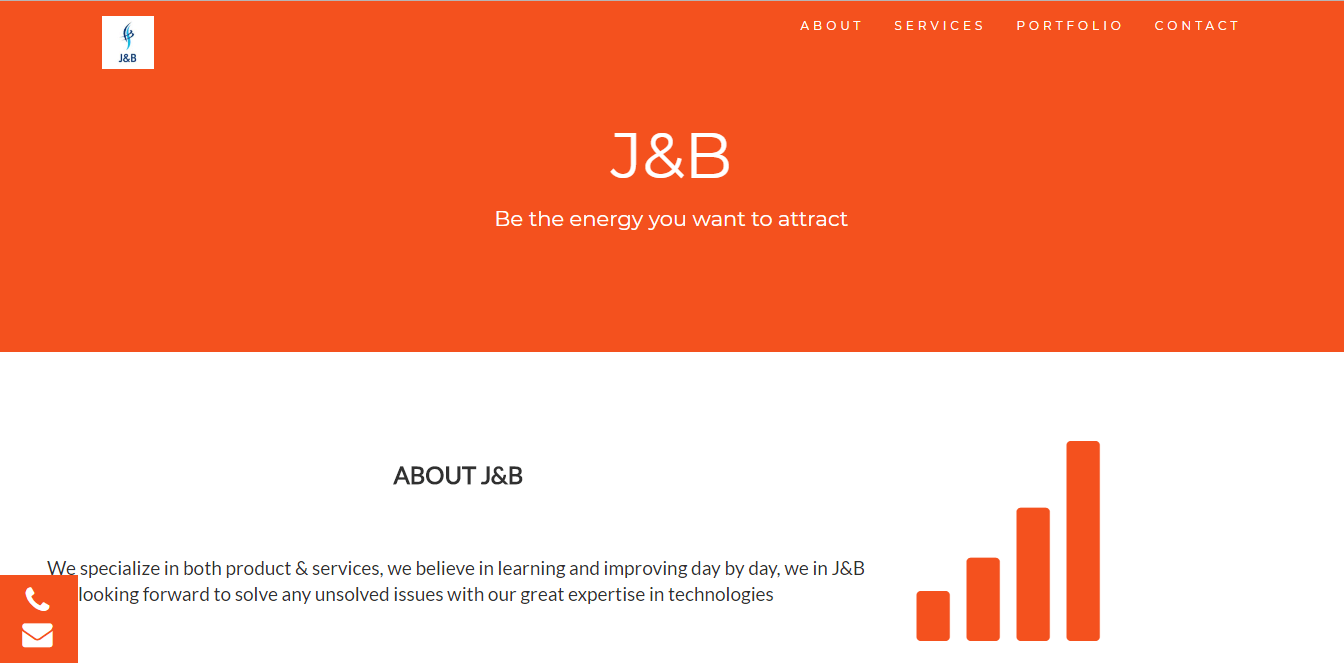 J&B
ABOUT SERVICES PORTFOLIO CONTACT
J&B
Be the energy you want to attract
ABOUT J&B
We specialize in both product & services, we believe in learning and improving day by day, we in J&B
looking forward to solve any unsolved issues with our great expertise in technologies